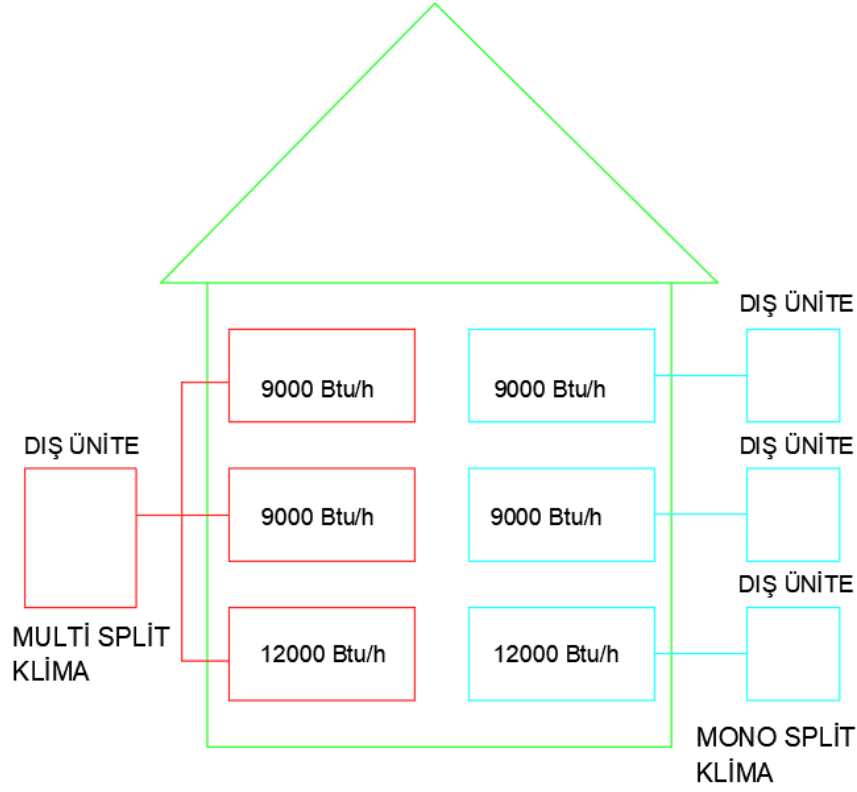 DIŞ ÜNİTE
9000 Btu/h
9000 Btu/h
DIŞ ÜNİTE
DIŞ ÜNİTE
9000 Btu/h
9000 Btu/h
DIŞ ÜNİTE
12000 Btu/h
12000 Btu/h
MULTİ SPLİT
KLİMA
MONO SPLİT
KLİMA